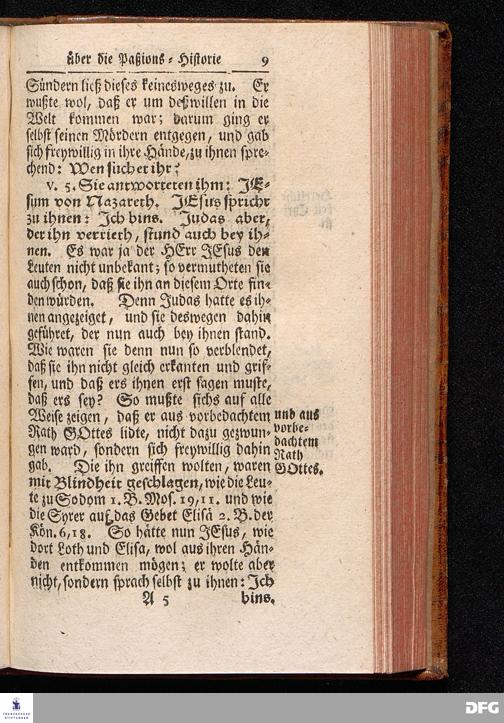 über die Paßions-Historie 9
Sündern ließ dieses keinesweges zu. Er
wußte wol, daß er um deßwillen in die
Welt kommen war; darum ging er
selbst seinen Mördern entgegen, und gab
sich freywillig in ihre Hände, zu ihnen spre-
chend: Wen suchet ihr?
v. 5. Sie antworteten ihm: JE-
sum von Nazareth. JEsus spricht
zu ihnen: Ich bins. Judas aber,
der ihn verrieth, stund auch bey ih-
nen. Es war ja der HErr JEsus den
Leuten nicht unbekant; so vermutheten sie
auch schon, daß sie ihn an diesem Orte fin-
den würden. Denn Judas hatte es ih-
nen angezeiget, und sie deswegen dahin
geführet, der nun auch bey ihnen stand.
Wie waren sie denn nun so verblendet,
daß sie ihn nicht gleich erkanten und grif-
fen, und daß ers ihnen erst sagen muste,
daß ers sey? So mußte sichs auf alle
Weise zeigen, daß er aus vorbedachtem
Rath GOttes lidte, nicht dazu gezwun-
gen ward, sondern sich freywillig dahin
gab. Die ihn greiffen wolten, waren
mit Blindheit geschlagen, wie die Leu-
te zu Sodom 1. B. Mos. 19, 11. und wie
die Syrer auf das Gebet Elisä 2. B. der
Kön. 6, 18. So hätte nun JEsus, wie
dort Loth und Elisa, wol aus ihren Hän-
den entkommen mögen; er wolte aber
nicht, sondern sprach selbst zu ihnen: Ich
A 5 bins.
und aus
vorbe-
dachtem
Rath
GOttes.
FRANCKESCHE
STIFTUNGEN
DFG